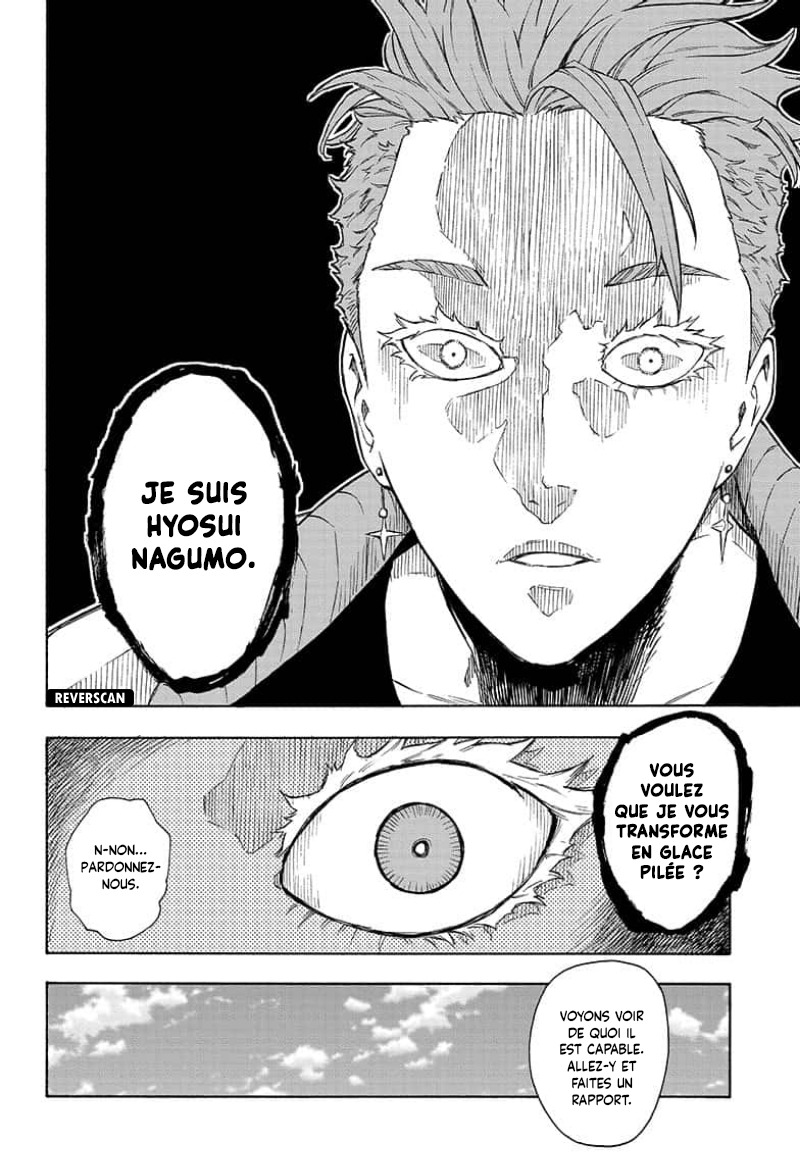 JE SUIS
HYOSUI
NAGUMO.
REVERSCAN
VOUS
VOULEZ
QUE JE VOUS
TRANSFORME
EN GLACE
PILÉE ?
N-NON...
PARDONNEZ-
NOUS.
VOYONS VOIR
DE QUOI IL
EST CAPABLE.
ALLEZ-Y ET
FAITES UN
RAPPORT.